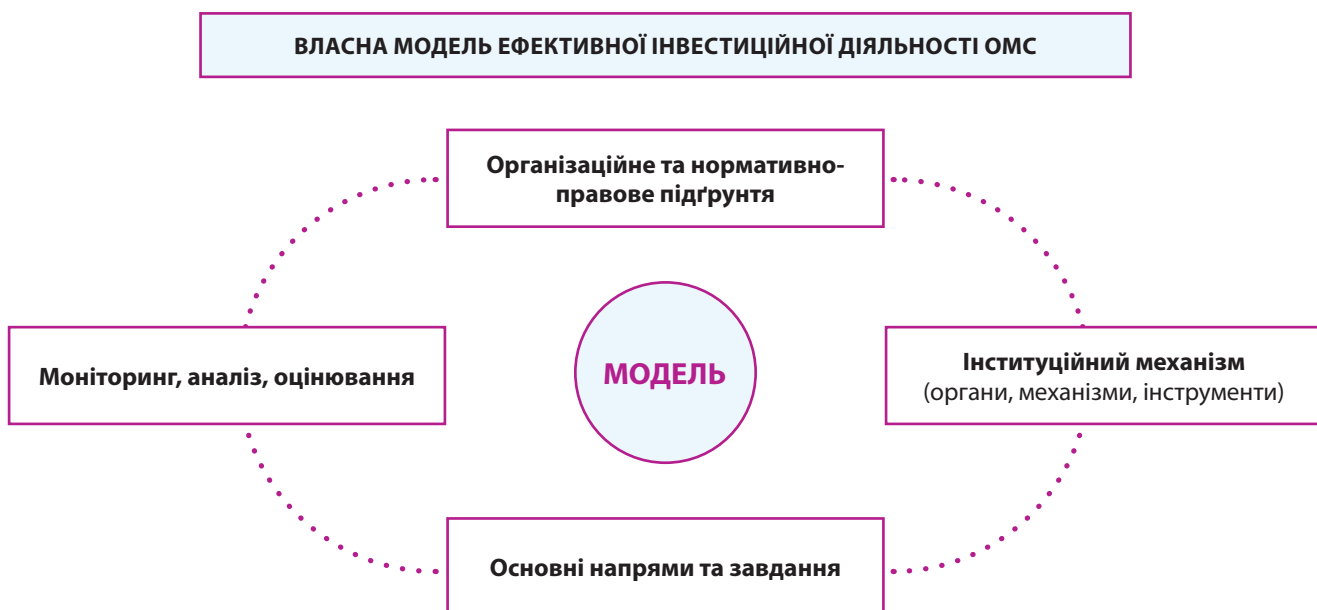 ВЛАСНА МОДЕЛЬ ЕФЕКТИВНОЇ ІНВЕСТИЦІЙНОЇ ДІЯЛЬНОСТІ ОМС
Організаційне та нормативно-
правове підґрунтя
Моніторинг, аналіз, оцінювання
МОДЕЛЬ
Інституційний механізм
(органи, механізми, інструменти)
Основні напрями та завдання